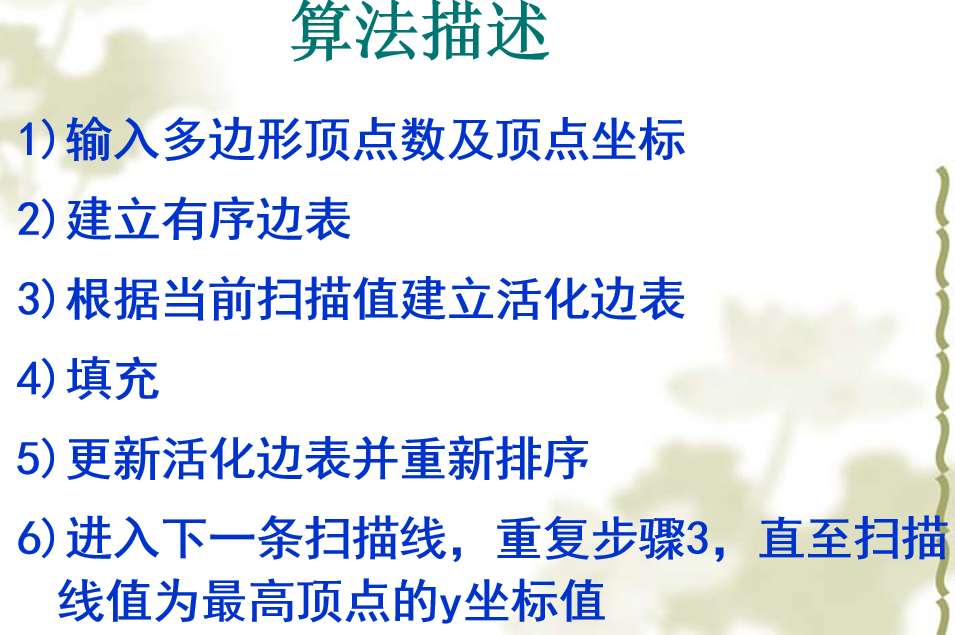 算法描述
1)输入多边形顶点数及顶点坐标
2)建立有序边表
3)根据当前扫描值建立活化边表
4)填充
5)更新活化边表并重新排序
6)进入下一条扫描线，重复步骤3，直至扫描
线值为最高顶点的y坐标值